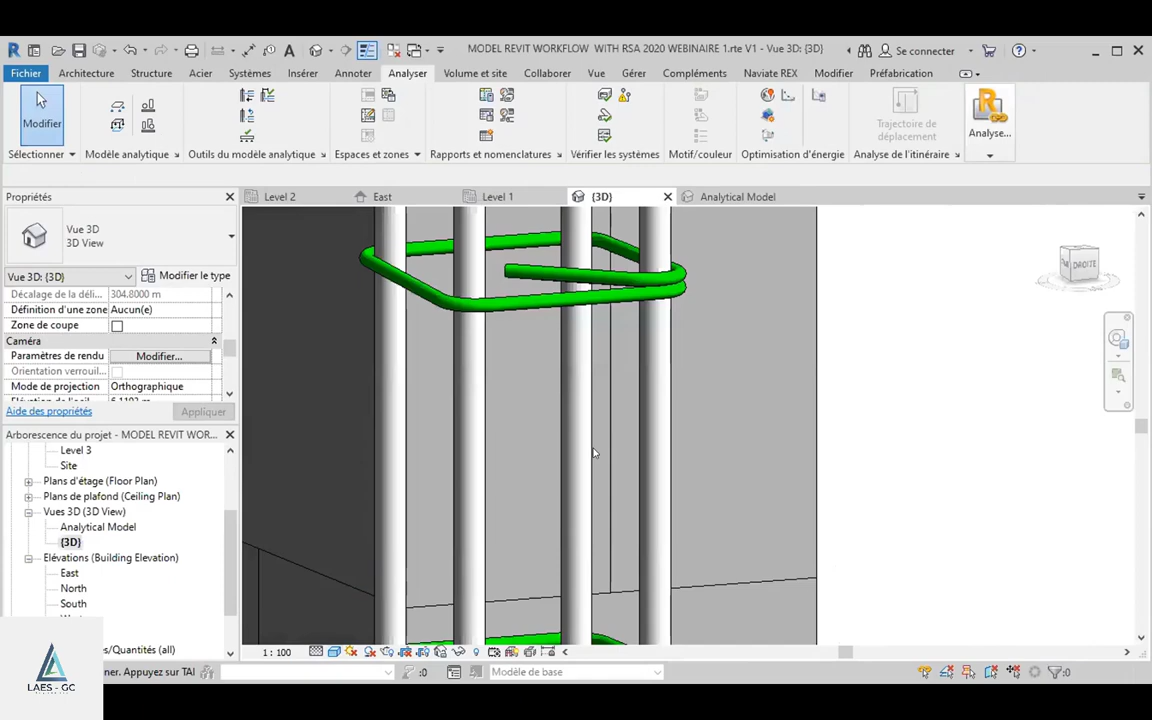 MODEL REVIT WORKFLOW WITH RSA 2020 WEBINAIRE 1.rte V1 - Vue 3D: {3D}
Se connecter
Fichier Architecture Structure Acier Systèmes Insérer Annoter Analyser Volume et site Collaborer Vue Gérer Compléments Naviate REX Modifier Préfabrication
Modifier
Trajectoire de
déplacement
Analyse...
Sélectionner Modèle analytique Outils du modèle analytique Espaces et zones Rapports et nomenclatures Vérifier les systèmes Motif/couleur Optimisation d'énergie Analyse de l'itinéraire
Propriétés
Level 2 East Level 1 {3D} Analytical Model
Vue 3D
3D View
Vue 3D: {3D} Modifier le type
Décalage de la déli... 304.8000 m
Définition d'une zone Aucun(e)
Zone de coupe
Caméra
Paramètres de rendu Modifier...
Orientation verrouil...
Mode de projection Orthographique
Aide des propriétés Appliquer
Arborescence du projet - MODEL REVIT WOR...
Level 3
Site
Plans d'étage (Floor Plan)
Plans de plafond (Ceiling Plan)
Vues 3D (3D View)
Analytical Model
{3D}
Elévations (Building Elevation)
East
North
South
es/Quantités (all)
DROITE
1 : 100
ner. Appuyez sur TAI
:0
Modèle de base
:0
LAES - GC